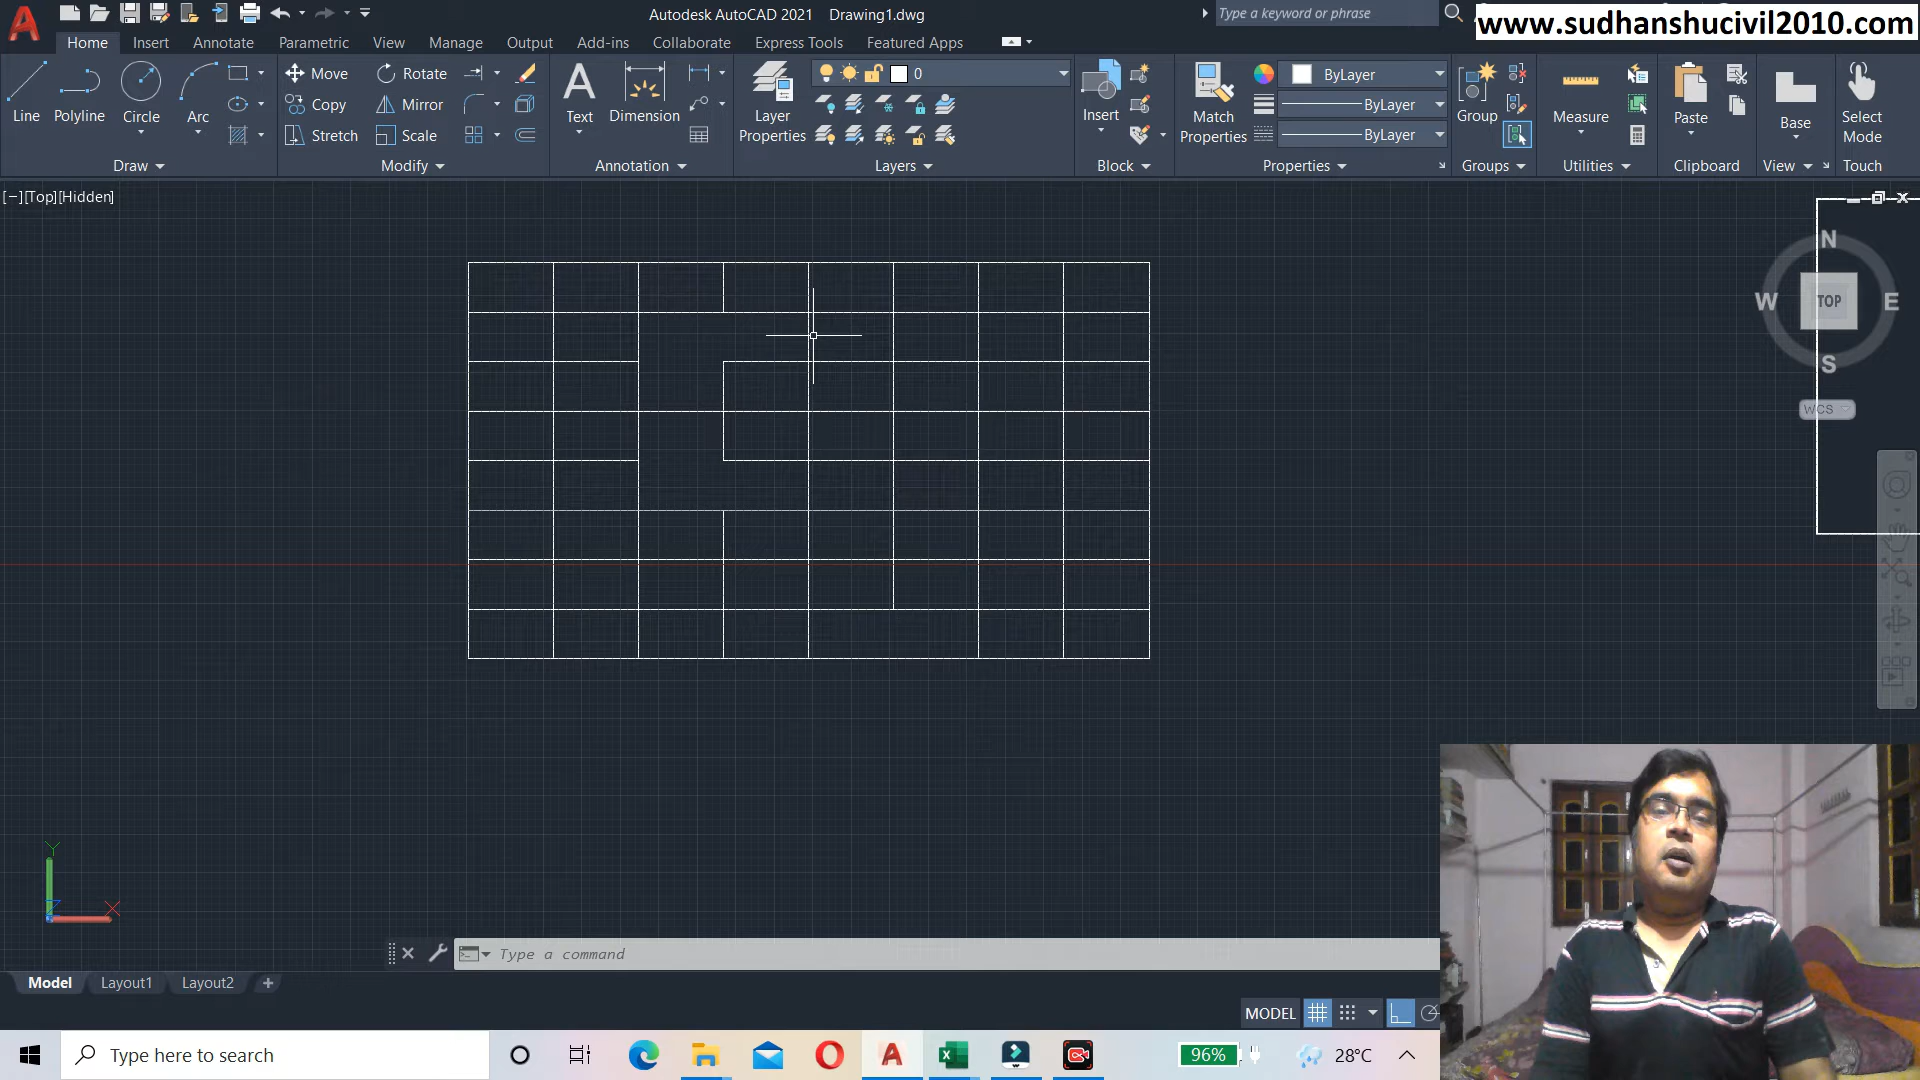 Autodesk AutoCAD 2021 Drawing1.dwg
Type a keyword or phrase
www.sudhanshucivil2010.com
Home Insert Annotate Parametric View Manage Output Add-ins Collaborate Express Tools Featured Apps
Line Polyline Circle Arc
Move Rotate
Copy Mirror
Stretch Scale
Text Dimension
Layer Properties
0
Insert
Match Properties
ByLayer
ByLayer
ByLayer
Group
Measure
Paste
Base
Select Mode
Draw Modify Annotation Layers Block Properties Groups Utilities Clipboard View Touch
[−][Top][Hidden]
N
W TOP E
S
WCS
Y
X
Type a command
Model Layout1 Layout2 +
MODEL
Type here to search
96% 28°C